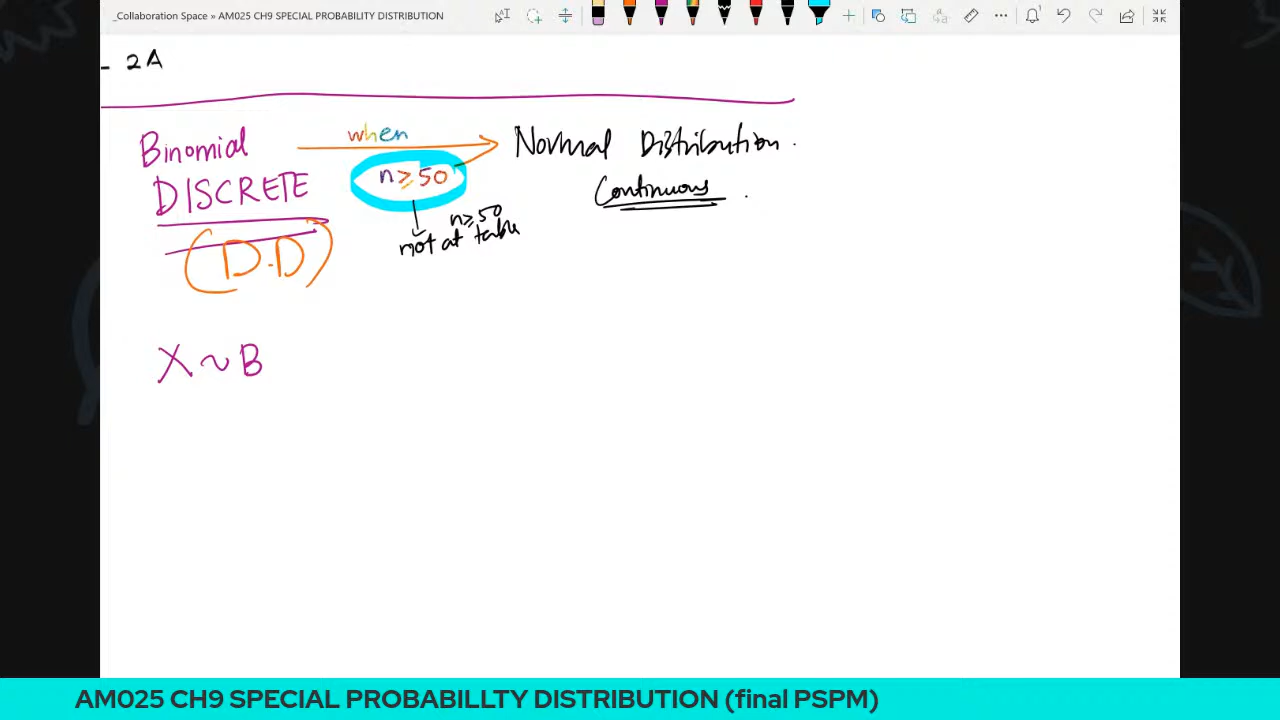 _Collaboration Space » AM025 CH9 SPECIAL PROBABILITY DISTRIBUTION
- 2A
Binomial
when
Normal Distribution.
DISCRETE
n ≥ 50
Continuous.
n ≥ 50
not at table
(D.D)
X ~ B
AM025 CH9 SPECIAL PROBABILLTY DISTRIBUTION (final PSPM)